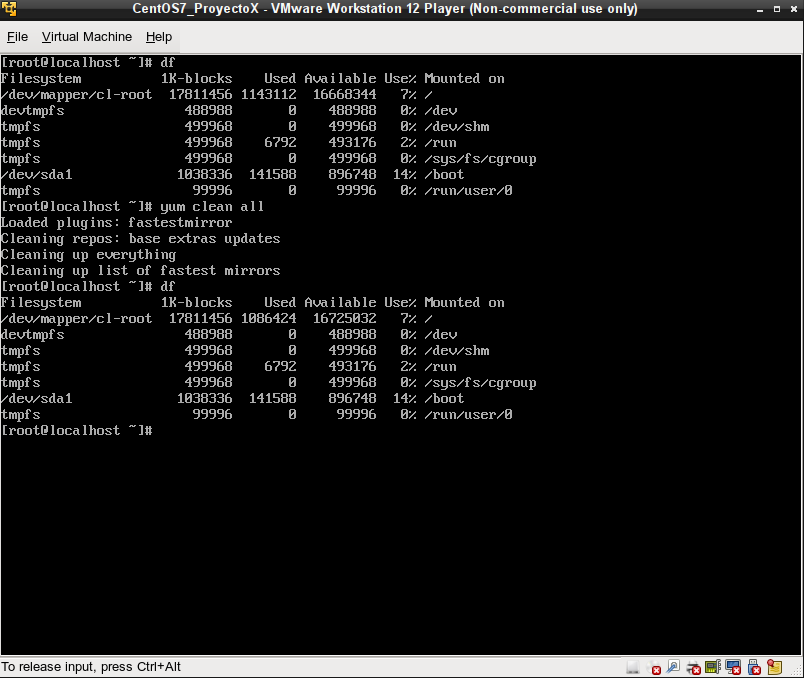 CentOS7_ProyectoX - VMware Workstation 12 Player (Non-commercial use only)
File Virtual Machine Help
[root@localhost ~]# df
Filesystem 1K-blocks Used Available Use% Mounted on
/dev/mapper/cl-root 17811456 1143112 16668344 7% /
devtmpfs 488988 0 488988 0% /dev
tmpfs 499968 0 499968 0% /dev/shm
tmpfs 499968 6792 493176 2% /run
tmpfs 499968 0 499968 0% /sys/fs/cgroup
/dev/sda1 1038336 141588 896748 14% /boot
tmpfs 99996 0 99996 0% /run/user/0
[root@localhost ~]# yum clean all
Loaded plugins: fastestmirror
Cleaning repos: base extras updates
Cleaning up everything
Cleaning up list of fastest mirrors
[root@localhost ~]# df
Filesystem 1K-blocks Used Available Use% Mounted on
/dev/mapper/cl-root 17811456 1086424 16725032 7% /
devtmpfs 488988 0 488988 0% /dev
tmpfs 499968 0 499968 0% /dev/shm
tmpfs 499968 6792 493176 2% /run
tmpfs 499968 0 499968 0% /sys/fs/cgroup
/dev/sda1 1038336 141588 896748 14% /boot
tmpfs 99996 0 99996 0% /run/user/0
[root@localhost ~]#
To release input, press Ctrl+Alt